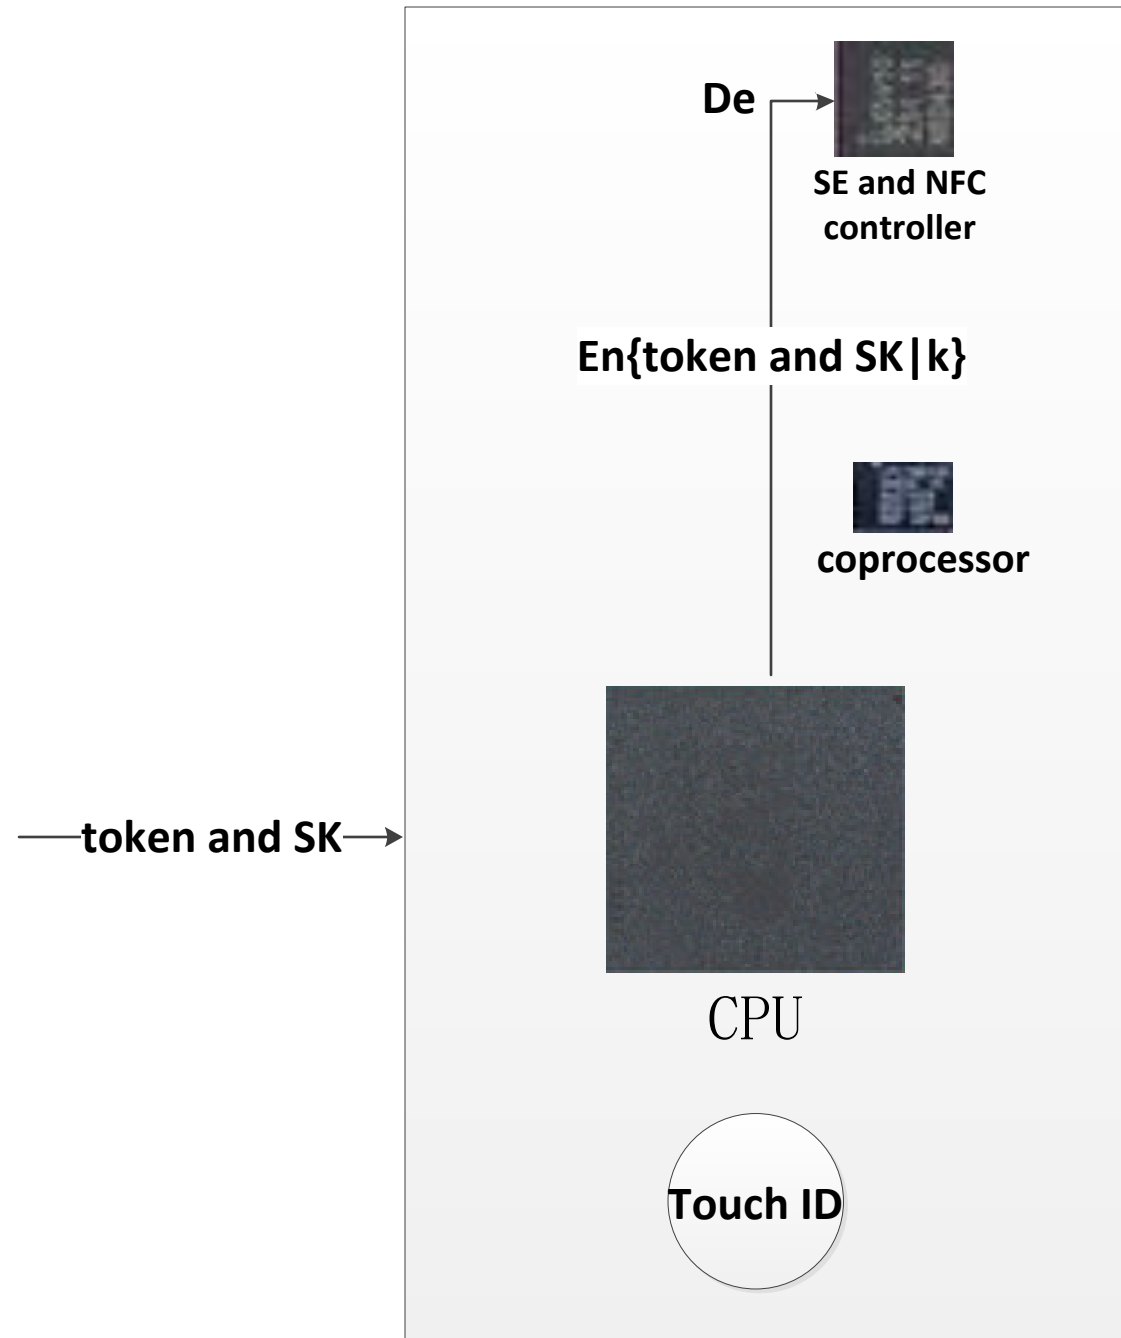 De
SE and NFC
controller
En{token and SK|k}
coprocessor
token and SK
CPU
Touch ID